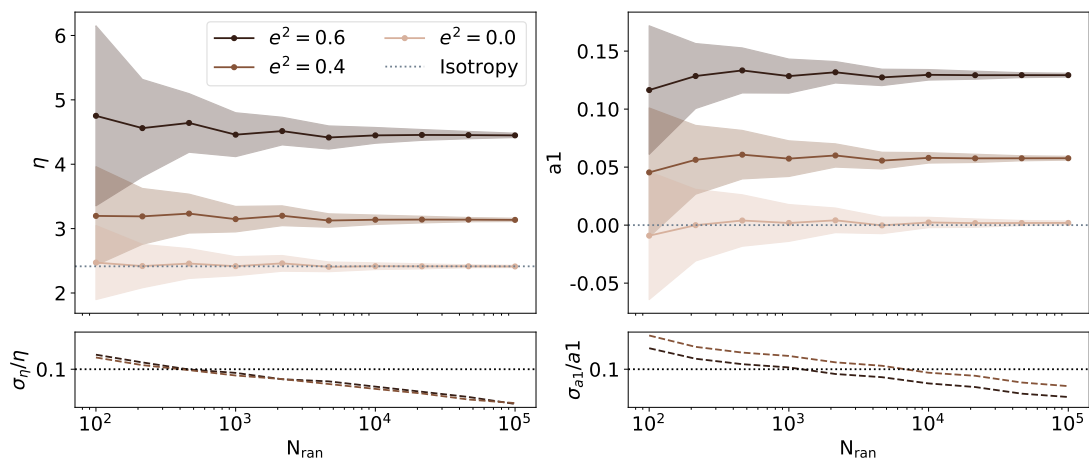 6
5
4
3
2
η
e² = 0.6
e² = 0.4
e² = 0.0
Isotropy
0.15
0.10
0.05
0.00
-0.05
a1
0.1
σ_η/η
10² 10³ 10⁴ 10⁵
N_ran
0.1
σ_a1/a1
10² 10³ 10⁴ 10⁵
N_ran